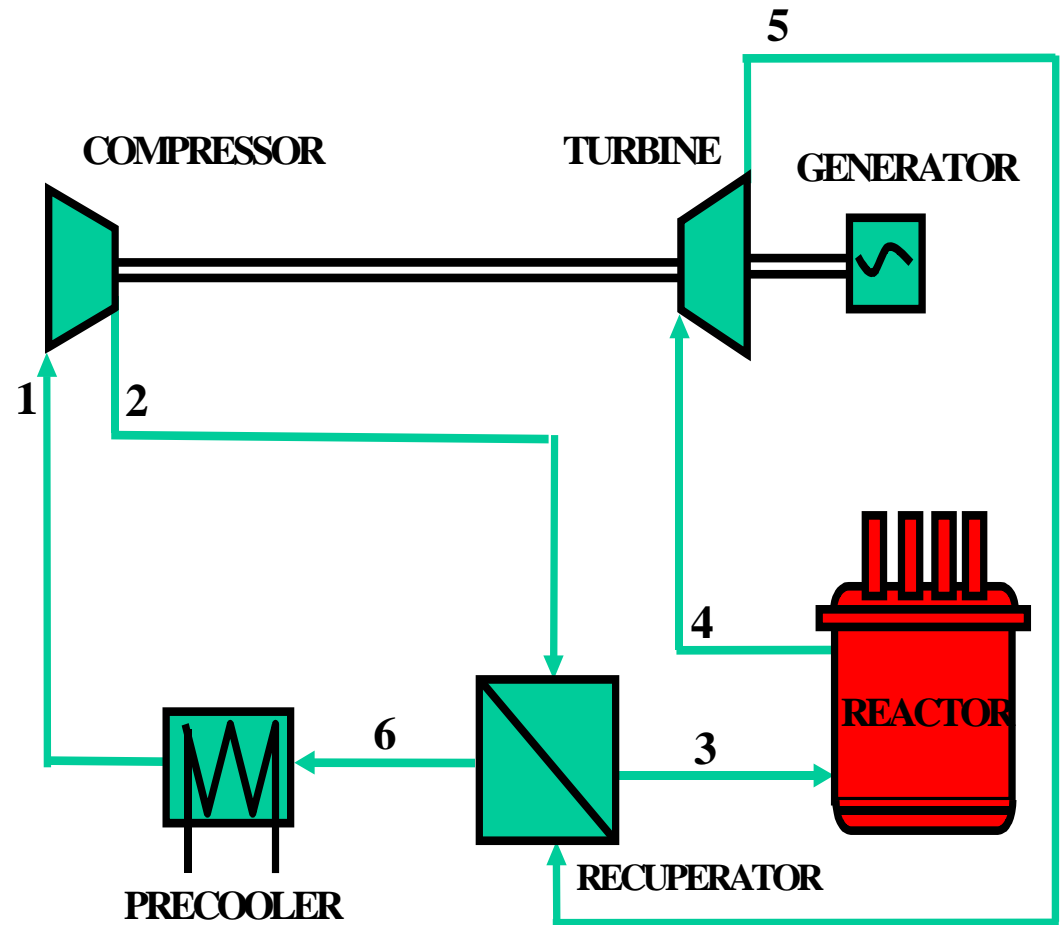 5
COMPRESSOR
TURBINE
GENERATOR
1
2
4
REACTOR
6
3
RECUPERATOR
PRECOOLER